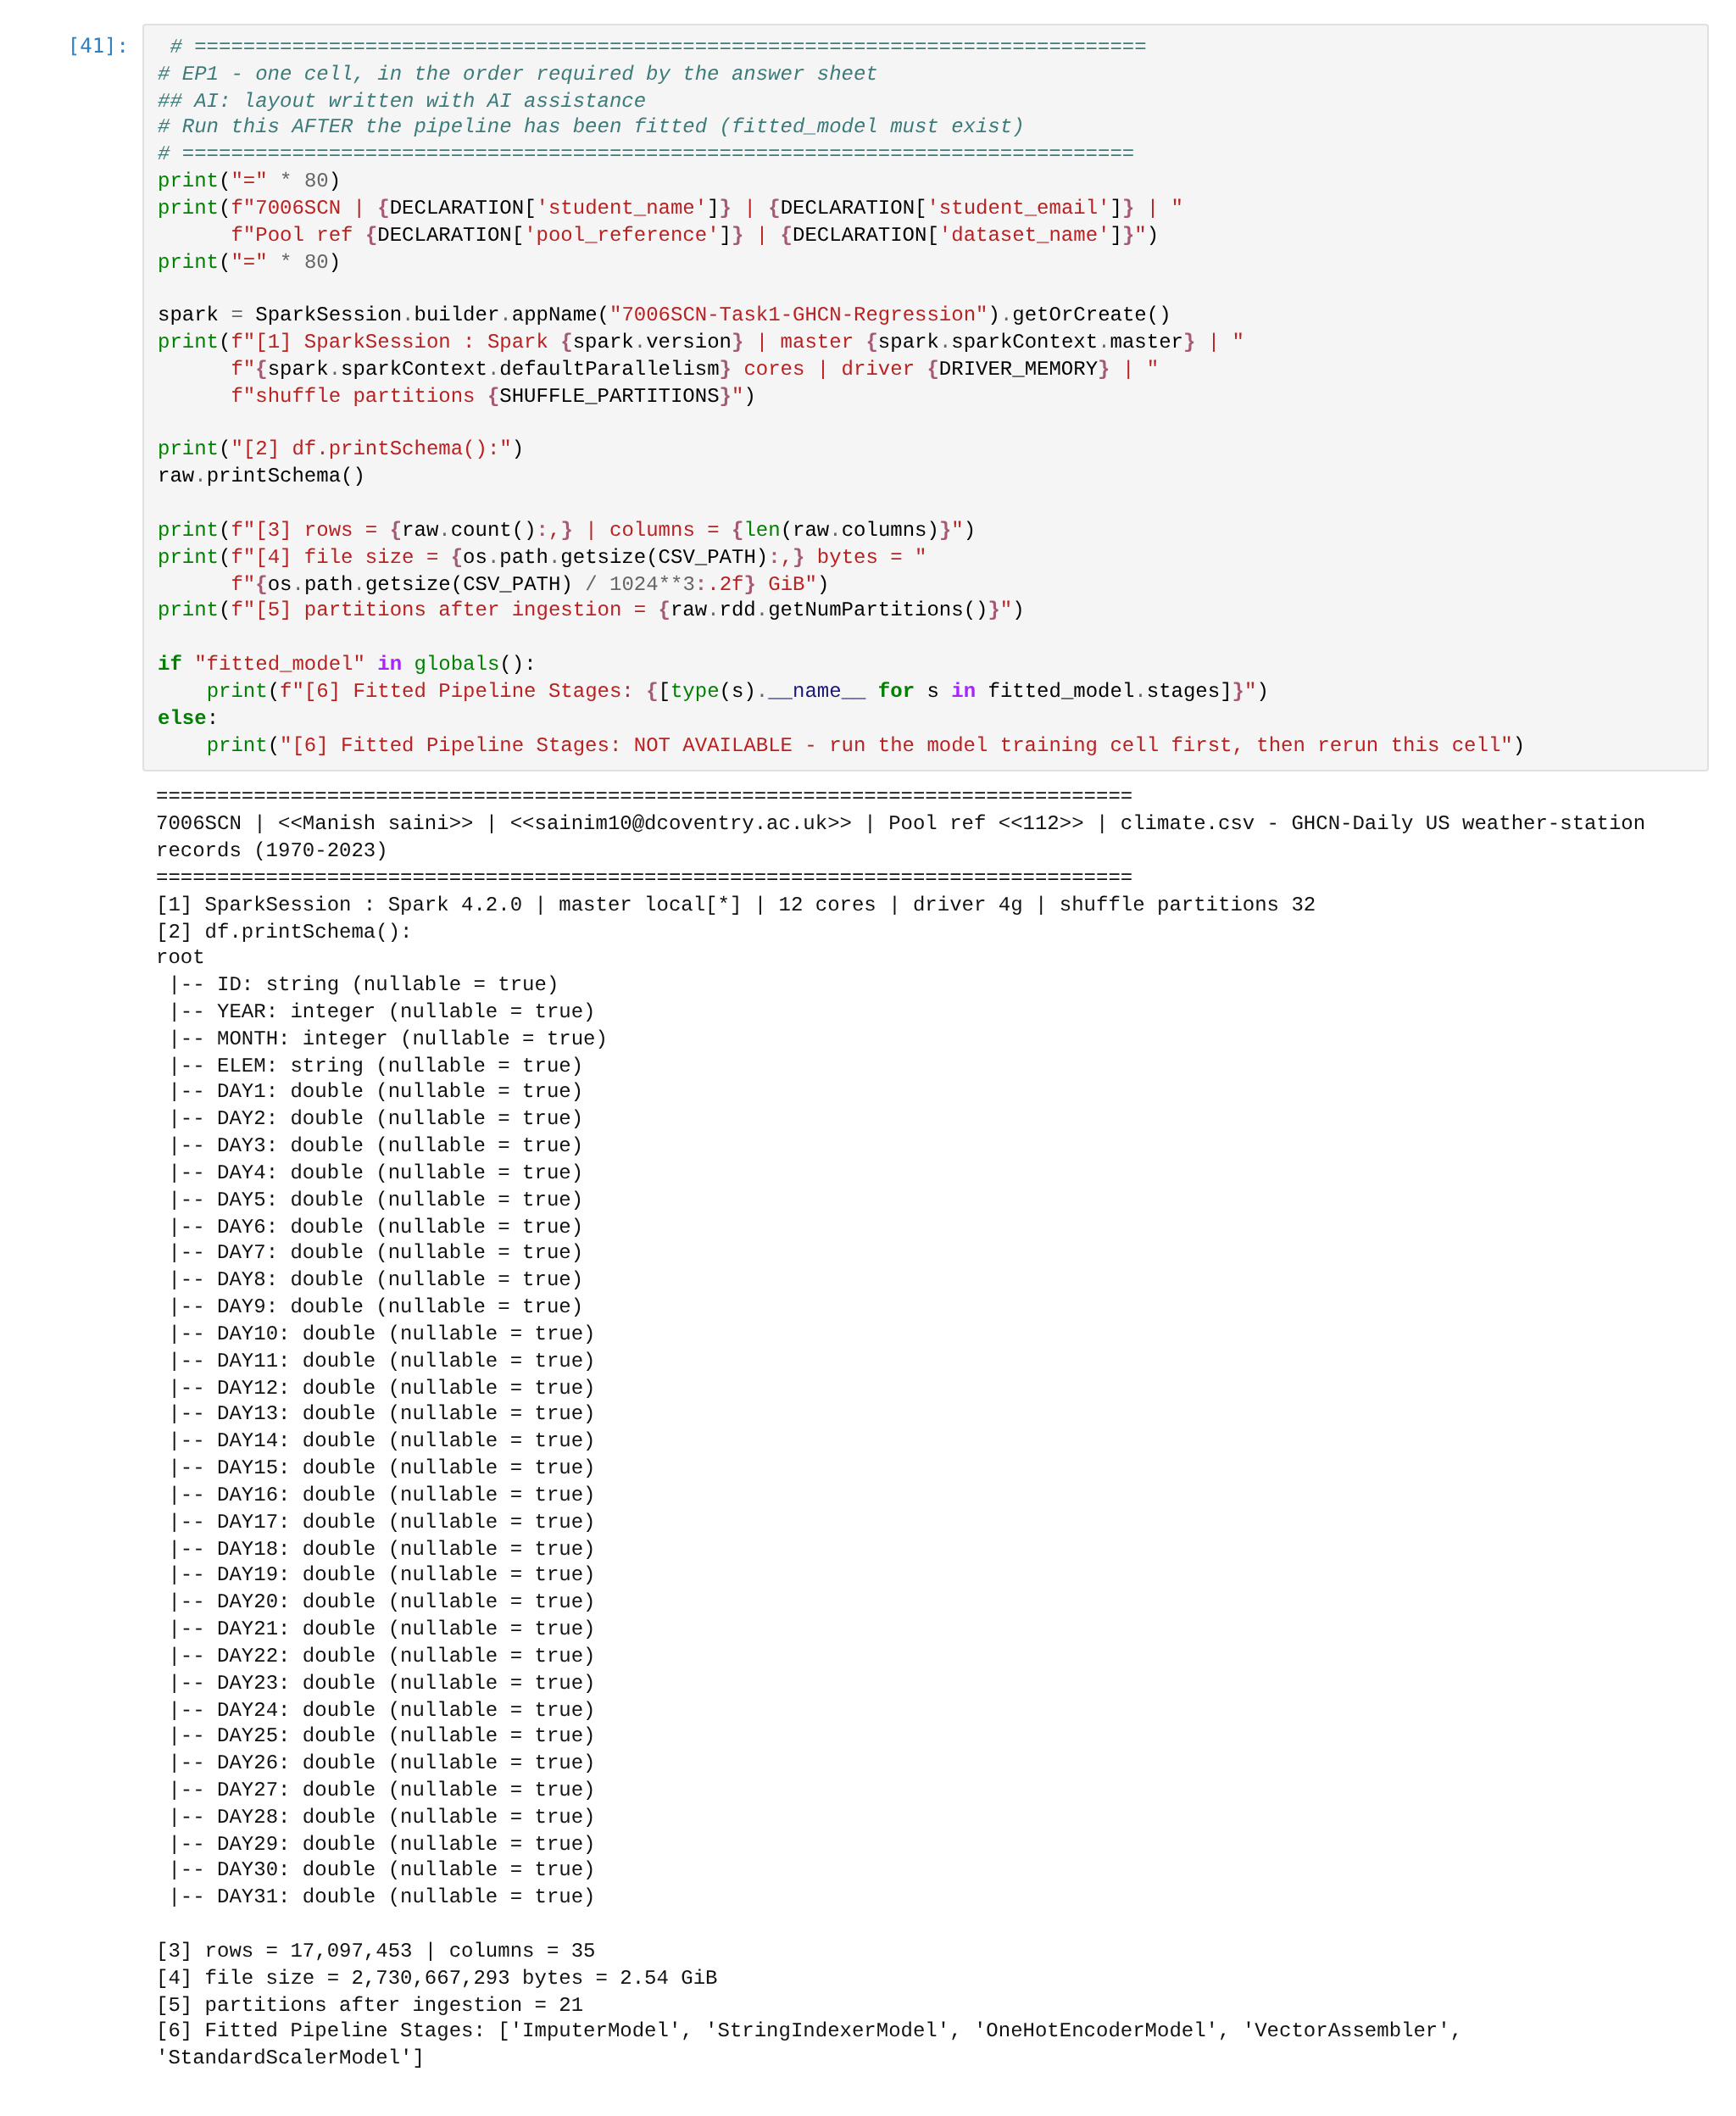 [41]: # ==============================================================================
# EP1 - one cell, in the order required by the answer sheet
## AI: layout written with AI assistance
# Run this AFTER the pipeline has been fitted (fitted_model must exist)
# ==============================================================================
print("=" * 80)
print(f"7006SCN | {DECLARATION['student_name']} | {DECLARATION['student_email']} | "
      f"Pool ref {DECLARATION['pool_reference']} | {DECLARATION['dataset_name']}")
print("=" * 80)

spark = SparkSession.builder.appName("7006SCN-Task1-GHCN-Regression").getOrCreate()
print(f"[1] SparkSession : Spark {spark.version} | master {spark.sparkContext.master} | "
      f"{spark.sparkContext.defaultParallelism} cores | driver {DRIVER_MEMORY} | "
      f"shuffle partitions {SHUFFLE_PARTITIONS}")

print("[2] df.printSchema():")
raw.printSchema()

print(f"[3] rows = {raw.count():,} | columns = {len(raw.columns)}")
print(f"[4] file size = {os.path.getsize(CSV_PATH):,} bytes = "
      f"{os.path.getsize(CSV_PATH) / 1024**3:.2f} GiB")
print(f"[5] partitions after ingestion = {raw.rdd.getNumPartitions()}")

if "fitted_model" in globals():
    print(f"[6] Fitted Pipeline Stages: {[type(s).__name__ for s in fitted_model.stages]}")
else:
    print("[6] Fitted Pipeline Stages: NOT AVAILABLE - run the model training cell first, then rerun this cell")
================================================================================
7006SCN | <<Manish saini>> | <<sainim10@dcoventry.ac.uk>> | Pool ref <<112>> | climate.csv - GHCN-Daily US weather-station
records (1970-2023)
================================================================================
[1] SparkSession : Spark 4.2.0 | master local[*] | 12 cores | driver 4g | shuffle partitions 32
[2] df.printSchema():
root
 |-- ID: string (nullable = true)
 |-- YEAR: integer (nullable = true)
 |-- MONTH: integer (nullable = true)
 |-- ELEM: string (nullable = true)
 |-- DAY1: double (nullable = true)
 |-- DAY2: double (nullable = true)
 |-- DAY3: double (nullable = true)
 |-- DAY4: double (nullable = true)
 |-- DAY5: double (nullable = true)
 |-- DAY6: double (nullable = true)
 |-- DAY7: double (nullable = true)
 |-- DAY8: double (nullable = true)
 |-- DAY9: double (nullable = true)
 |-- DAY10: double (nullable = true)
 |-- DAY11: double (nullable = true)
 |-- DAY12: double (nullable = true)
 |-- DAY13: double (nullable = true)
 |-- DAY14: double (nullable = true)
 |-- DAY15: double (nullable = true)
 |-- DAY16: double (nullable = true)
 |-- DAY17: double (nullable = true)
 |-- DAY18: double (nullable = true)
 |-- DAY19: double (nullable = true)
 |-- DAY20: double (nullable = true)
 |-- DAY21: double (nullable = true)
 |-- DAY22: double (nullable = true)
 |-- DAY23: double (nullable = true)
 |-- DAY24: double (nullable = true)
 |-- DAY25: double (nullable = true)
 |-- DAY26: double (nullable = true)
 |-- DAY27: double (nullable = true)
 |-- DAY28: double (nullable = true)
 |-- DAY29: double (nullable = true)
 |-- DAY30: double (nullable = true)
 |-- DAY31: double (nullable = true)

[3] rows = 17,097,453 | columns = 35
[4] file size = 2,730,667,293 bytes = 2.54 GiB
[5] partitions after ingestion = 21
[6] Fitted Pipeline Stages: ['ImputerModel', 'StringIndexerModel', 'OneHotEncoderModel', 'VectorAssembler',
'StandardScalerModel']